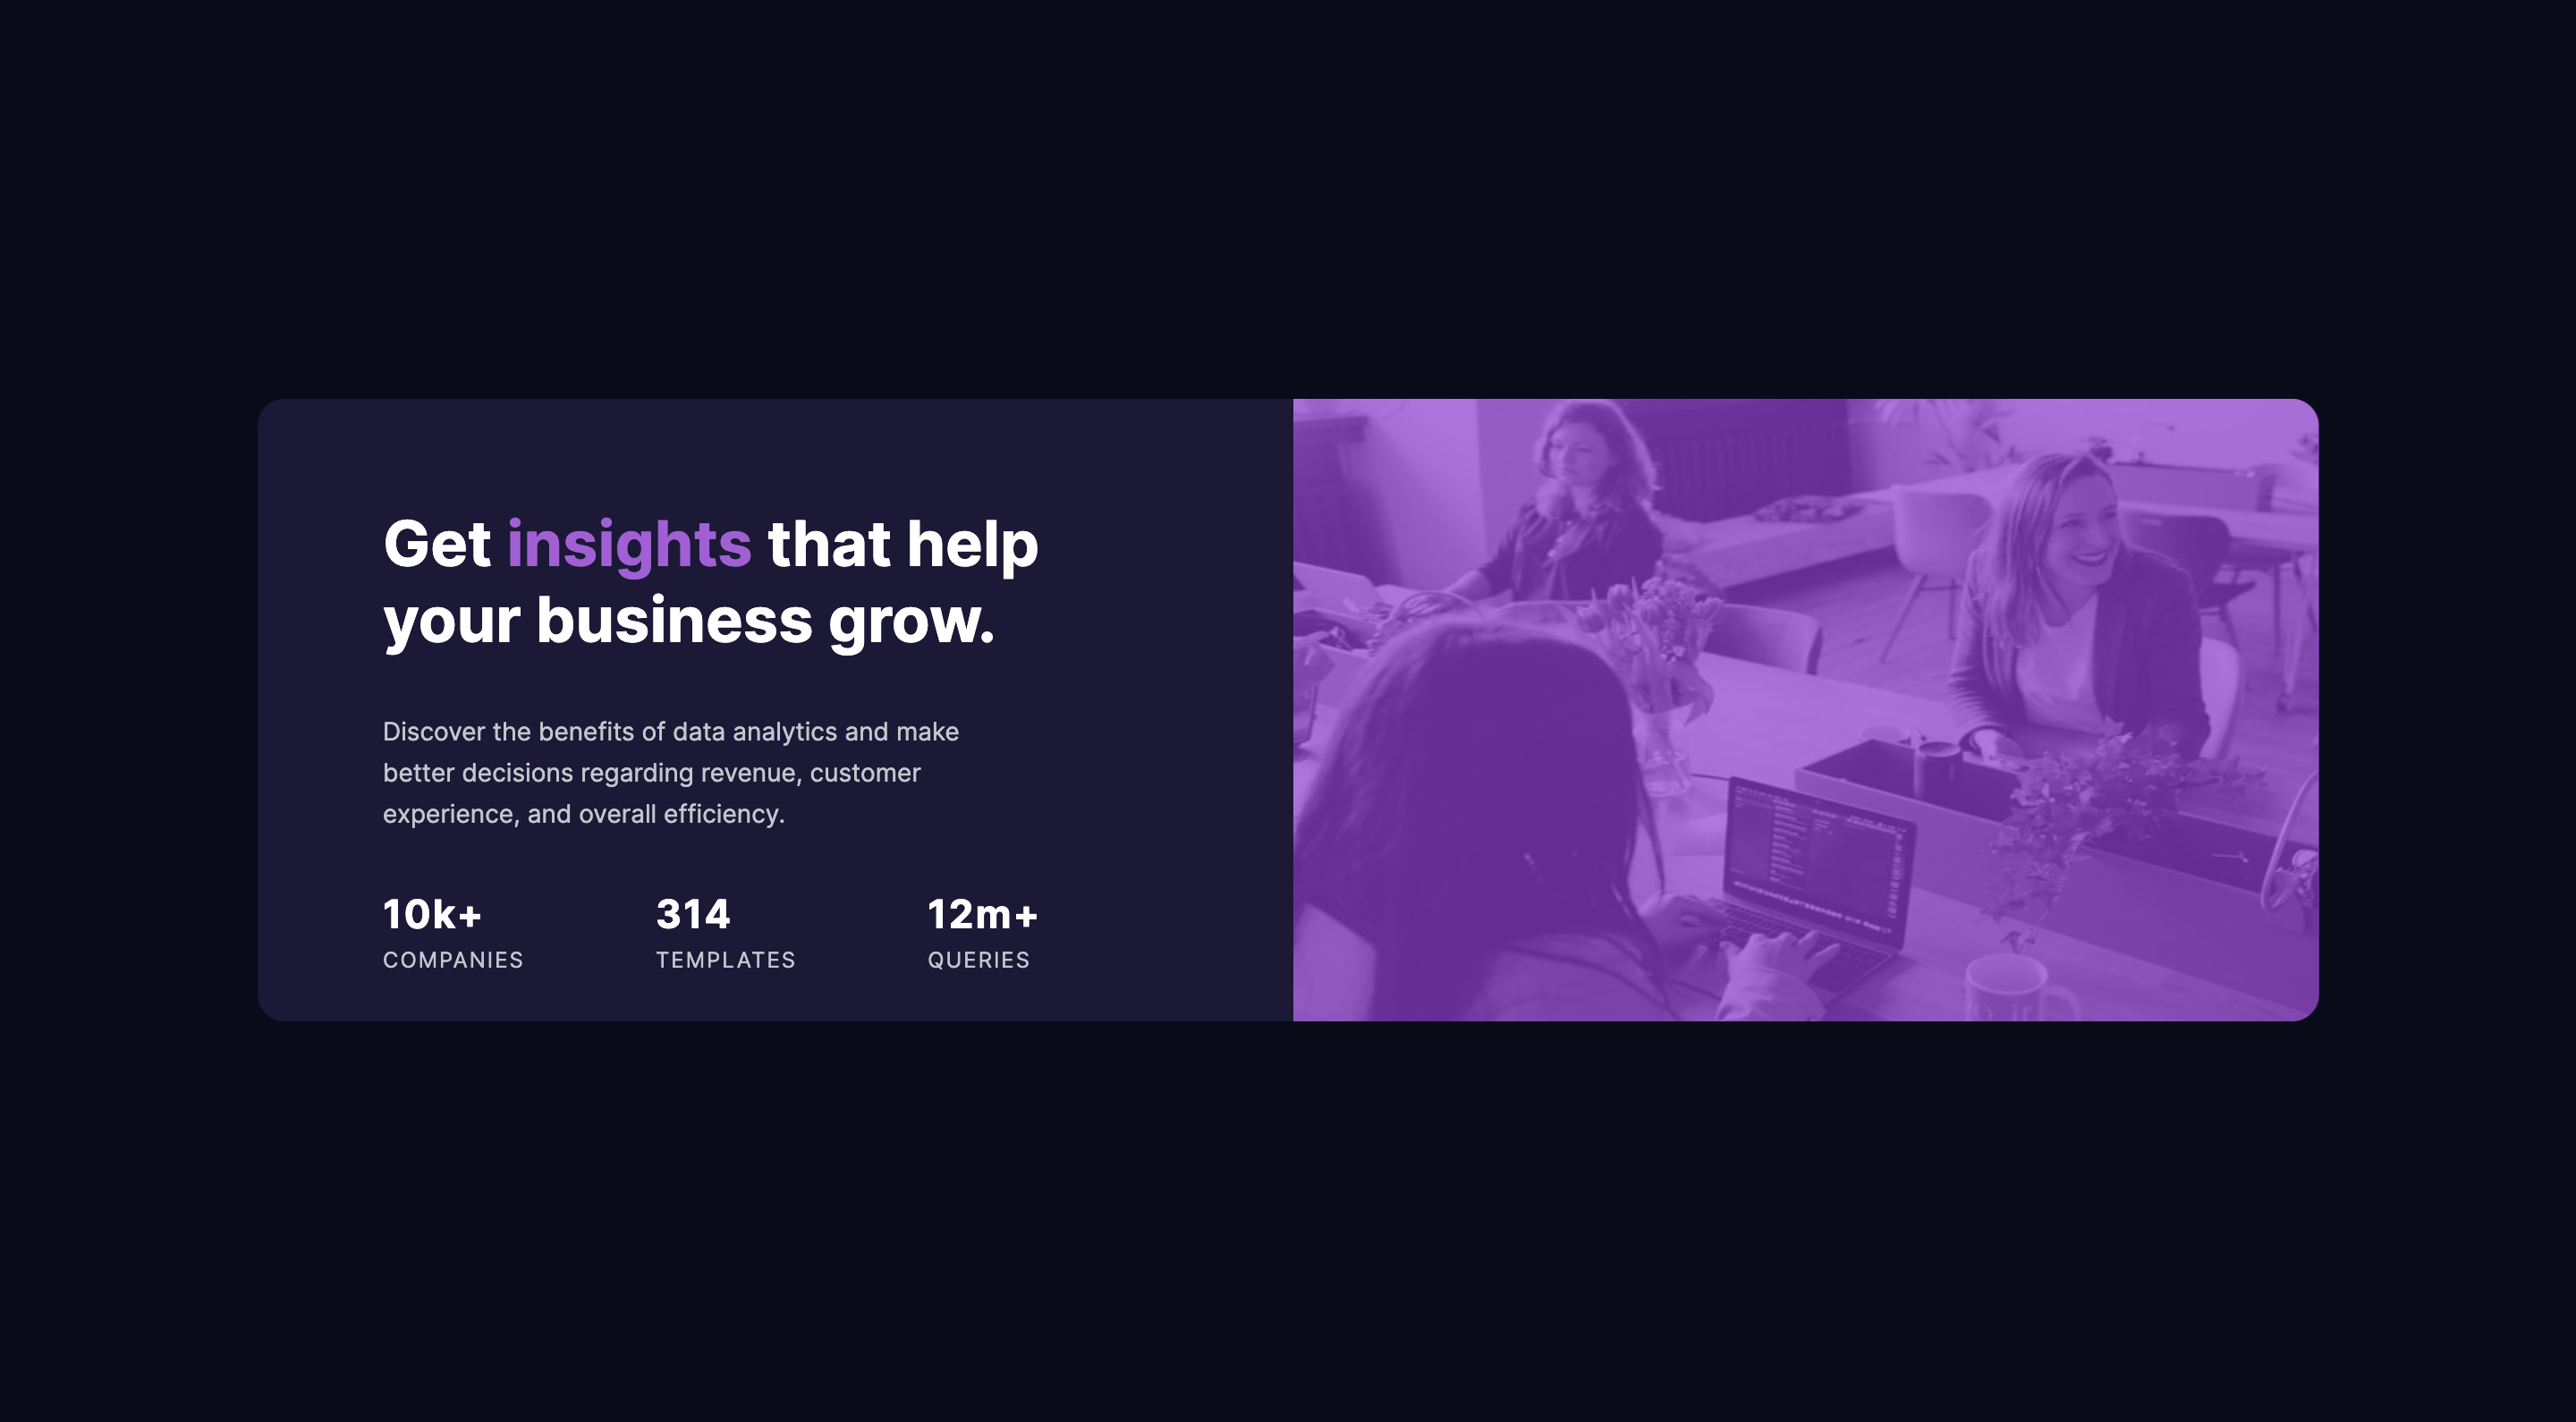 Get insights that help
your business grow.
Discover the benefits of data analytics and make
better decisions regarding revenue, customer
experience, and overall efficiency.
10k+
COMPANIES
314
TEMPLATES
12m+
QUERIES